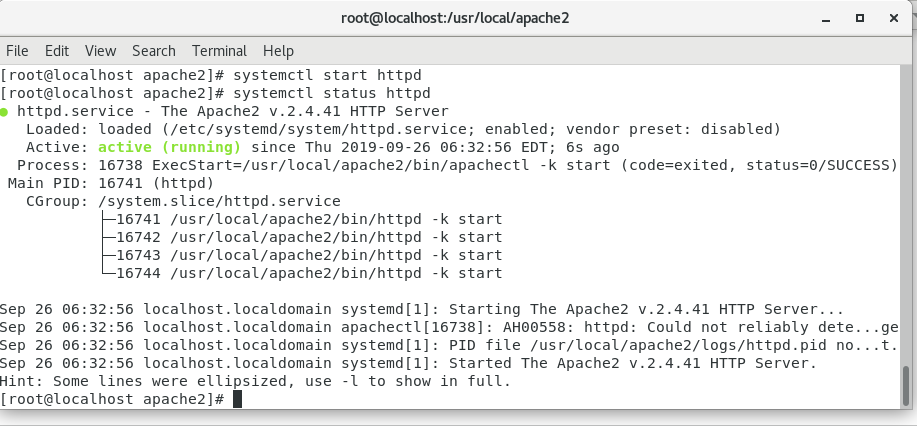 root@localhost:/usr/local/apache2
File Edit View Search Terminal Help
[root@localhost apache2]# systemctl start httpd
[root@localhost apache2]# systemctl status httpd
● httpd.service - The Apache2 v.2.4.41 HTTP Server
   Loaded: loaded (/etc/systemd/system/httpd.service; enabled; vendor preset: disabled)
   Active: active (running) since Thu 2019-09-26 06:32:56 EDT; 6s ago
  Process: 16738 ExecStart=/usr/local/apache2/bin/apachectl -k start (code=exited, status=0/SUCCESS)
 Main PID: 16741 (httpd)
   CGroup: /system.slice/httpd.service
           ├─16741 /usr/local/apache2/bin/httpd -k start
           ├─16742 /usr/local/apache2/bin/httpd -k start
           ├─16743 /usr/local/apache2/bin/httpd -k start
           └─16744 /usr/local/apache2/bin/httpd -k start
Sep 26 06:32:56 localhost.localdomain systemd[1]: Starting The Apache2 v.2.4.41 HTTP Server...
Sep 26 06:32:56 localhost.localdomain apachectl[16738]: AH00558: httpd: Could not reliably dete...ge
Sep 26 06:32:56 localhost.localdomain systemd[1]: PID file /usr/local/apache2/logs/httpd.pid no...t.
Sep 26 06:32:56 localhost.localdomain systemd[1]: Started The Apache2 v.2.4.41 HTTP Server.
Hint: Some lines were ellipsized, use -l to show in full.
[root@localhost apache2]#